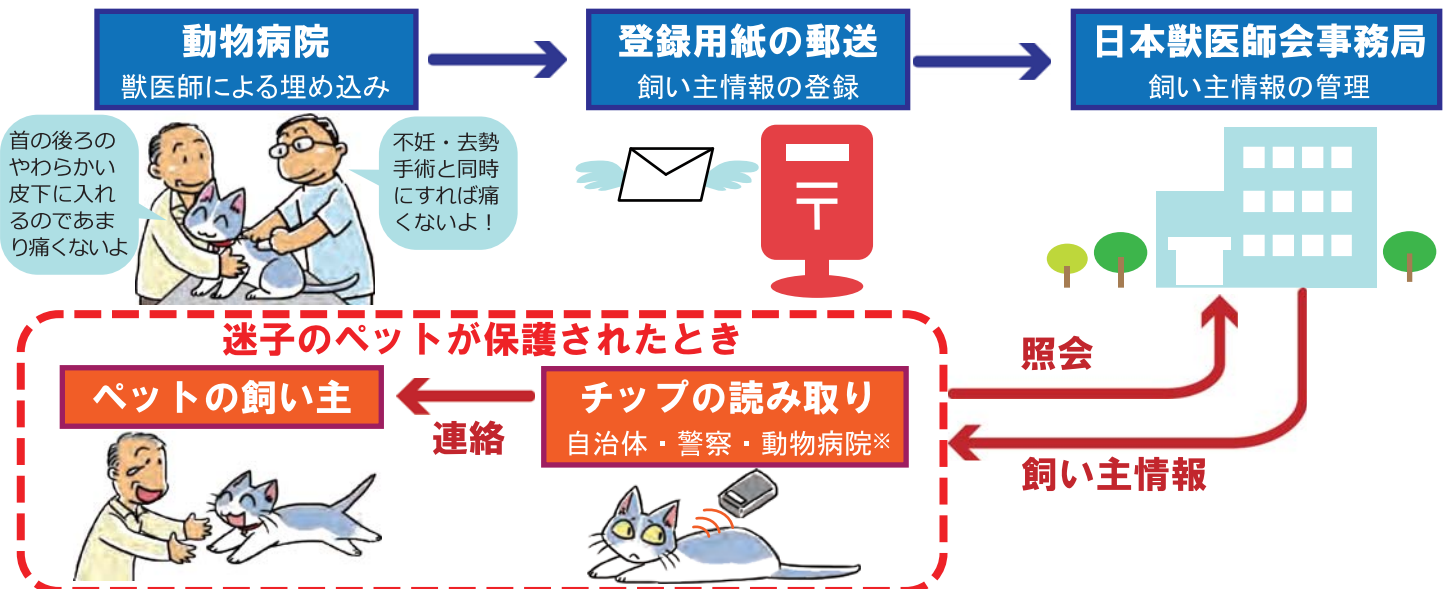 動物病院
獣医師による埋め込み
登録用紙の郵送
飼い主情報の登録
日本獣医師会事務局
飼い主情報の管理
首の後ろの
やわらかい
皮下に入れ
るのであま
り痛くないよ
不妊・去勢
手術と同時
にすれば痛
くないよ！
〒
迷子のペットが保護されたとき
ペットの飼い主
連絡
チップの読み取り
自治体・警察・動物病院※
照会
飼い主情報